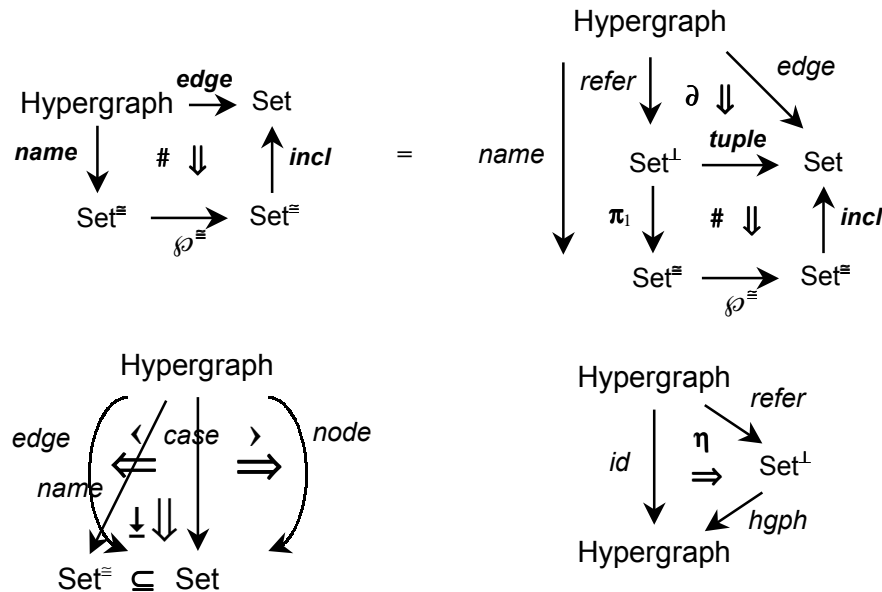 Hypergraph edge Set
name # ⇓ incl
Set≅ ℘≅ Set≅
=
Hypergraph
refer ∂ ⇓ edge
name
Set⊥ tuple Set
π₁ # ⇓ incl
Set≅ ℘≅ Set≅
Hypergraph
edge ‹ case › node
name
Set≅ ⊆ Set
Hypergraph
refer
id η ⇒ Set⊥
hgph
Hypergraph